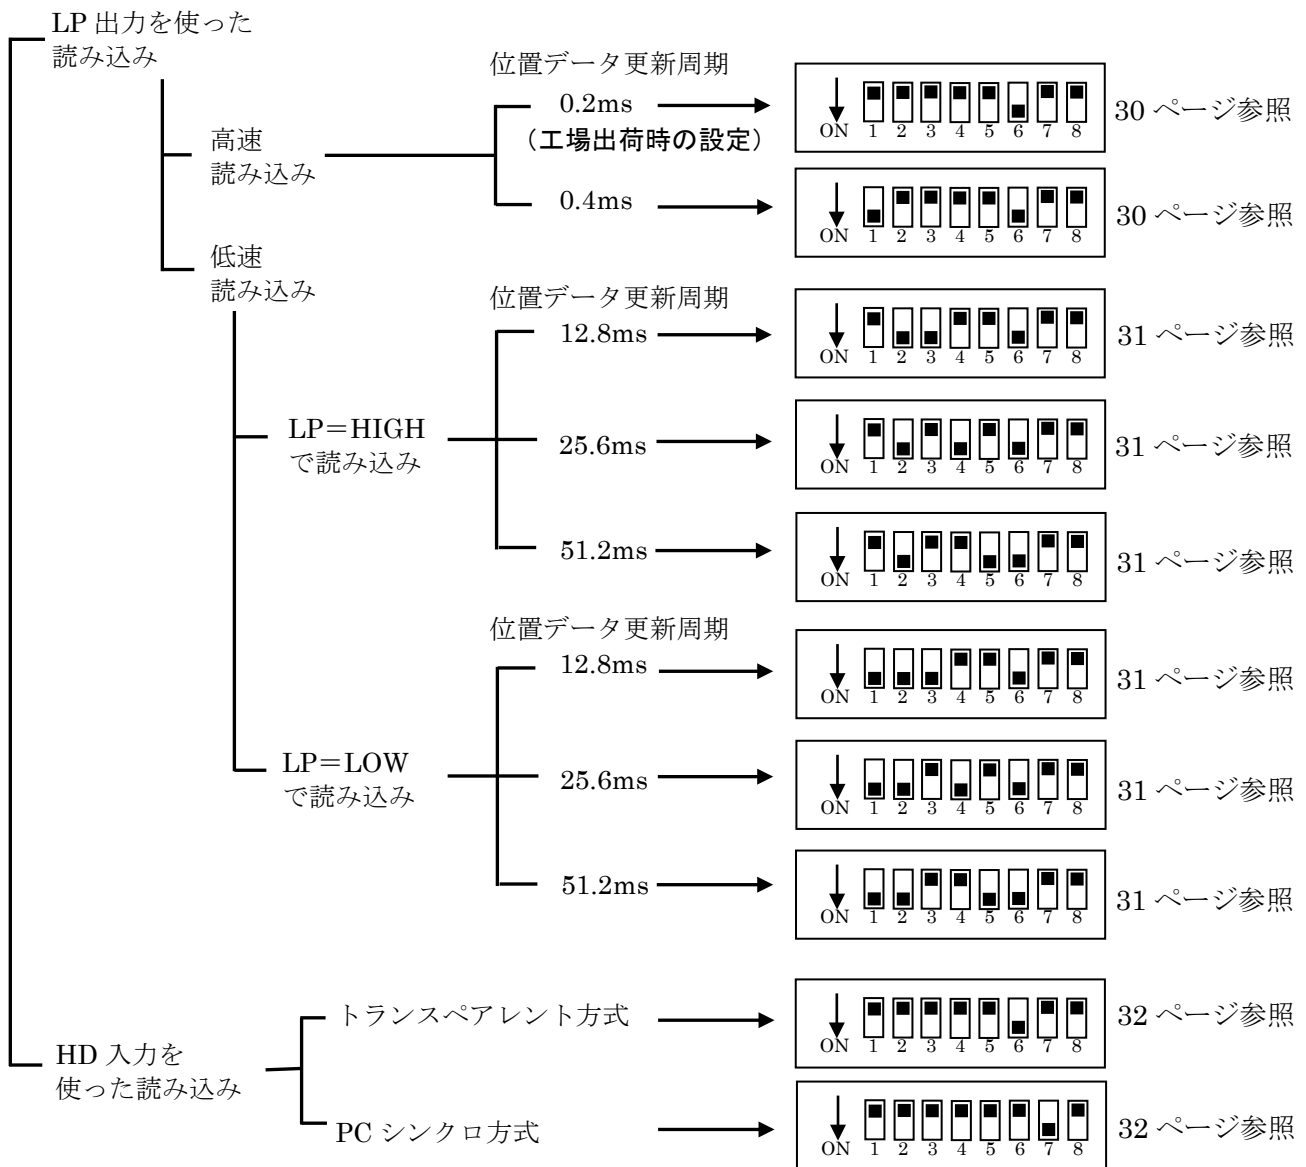 LP 出力を使った
読み込み
高速
読み込み
位置データ更新周期
0.2ms
（工場出荷時の設定）
ON 1 2 3 4 5 6 7 8
30 ページ参照
0.4ms
ON 1 2 3 4 5 6 7 8
30 ページ参照
低速
読み込み
LP＝HIGH
で読み込み
位置データ更新周期
12.8ms
ON 1 2 3 4 5 6 7 8
31 ページ参照
25.6ms
ON 1 2 3 4 5 6 7 8
31 ページ参照
51.2ms
ON 1 2 3 4 5 6 7 8
31 ページ参照
LP＝LOW
で読み込み
位置データ更新周期
12.8ms
ON 1 2 3 4 5 6 7 8
31 ページ参照
25.6ms
ON 1 2 3 4 5 6 7 8
31 ページ参照
51.2ms
ON 1 2 3 4 5 6 7 8
31 ページ参照
HD 入力を
使った読み込み
トランスペアレント方式
ON 1 2 3 4 5 6 7 8
32 ページ参照
PC シンクロ方式
ON 1 2 3 4 5 6 7 8
32 ページ参照